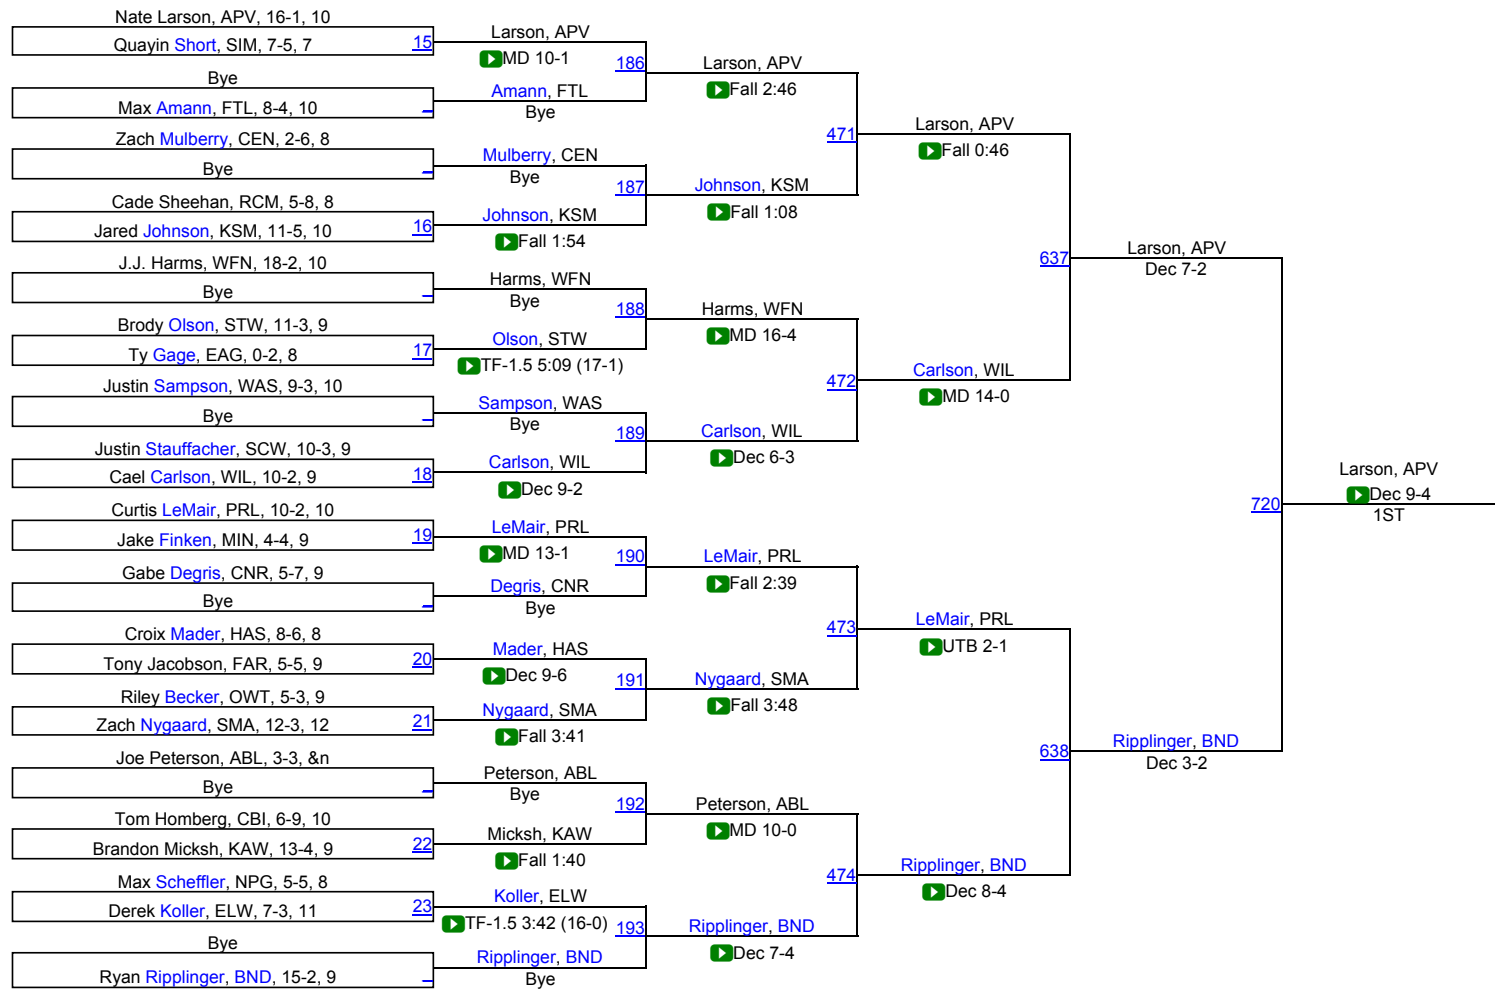 Nate Larson, APV, 16-1, 10
Quayin Short, SIM, 7-5, 7
15
Bye
Max Amann, FTL, 8-4, 10
Zach Mulberry, CEN, 2-6, 8
Bye
Cade Sheehan, RCM, 5-8, 8
Jared Johnson, KSM, 11-5, 10
16
J.J. Harms, WFN, 18-2, 10
Bye
Brody Olson, STW, 11-3, 9
Ty Gage, EAG, 0-2, 8
17
Justin Sampson, WAS, 9-3, 10
Bye
Justin Stauffacher, SCW, 10-3, 9
Cael Carlson, WIL, 10-2, 9
18
Curtis LeMair, PRL, 10-2, 10
Jake Finken, MIN, 4-4, 9
19
Gabe Degris, CNR, 5-7, 9
Bye
Croix Mader, HAS, 8-6, 8
Tony Jacobson, FAR, 5-5, 9
20
Riley Becker, OWT, 5-3, 9
Zach Nygaard, SMA, 12-3, 12
21
Joe Peterson, ABL, 3-3, &n
Bye
Tom Homberg, CBI, 6-9, 10
Brandon Micksh, KAW, 13-4, 9
22
Max Scheffler, NPG, 5-5, 8
Derek Koller, ELW, 7-3, 11
23
Bye
Ryan Ripplinger, BND, 15-2, 9
Larson, APV
MD 10-1
186
Amann, FTL
Bye
Mulberry, CEN
Bye
187
Johnson, KSM
Fall 1:54
Harms, WFN
Bye
188
Olson, STW
TF-1.5 5:09 (17-1)
Sampson, WAS
Bye
189
Carlson, WIL
Dec 9-2
LeMair, PRL
MD 13-1
190
Degris, CNR
Bye
Mader, HAS
Dec 9-6
191
Nygaard, SMA
Fall 3:41
Peterson, ABL
Bye
192
Micksh, KAW
Fall 1:40
Koller, ELW
TF-1.5 3:42 (16-0)
193
Ripplinger, BND
Bye
Larson, APV
Fall 2:46
471
Johnson, KSM
Fall 1:08
Harms, WFN
MD 16-4
472
Carlson, WIL
Dec 6-3
LeMair, PRL
Fall 2:39
473
Nygaard, SMA
Fall 3:48
Peterson, ABL
MD 10-0
474
Ripplinger, BND
Dec 7-4
Larson, APV
Fall 0:46
637
Carlson, WIL
MD 14-0
LeMair, PRL
UTB 2-1
638
Ripplinger, BND
Dec 8-4
Larson, APV
Dec 7-2
720
Ripplinger, BND
Dec 3-2
Larson, APV
Dec 9-4
1ST